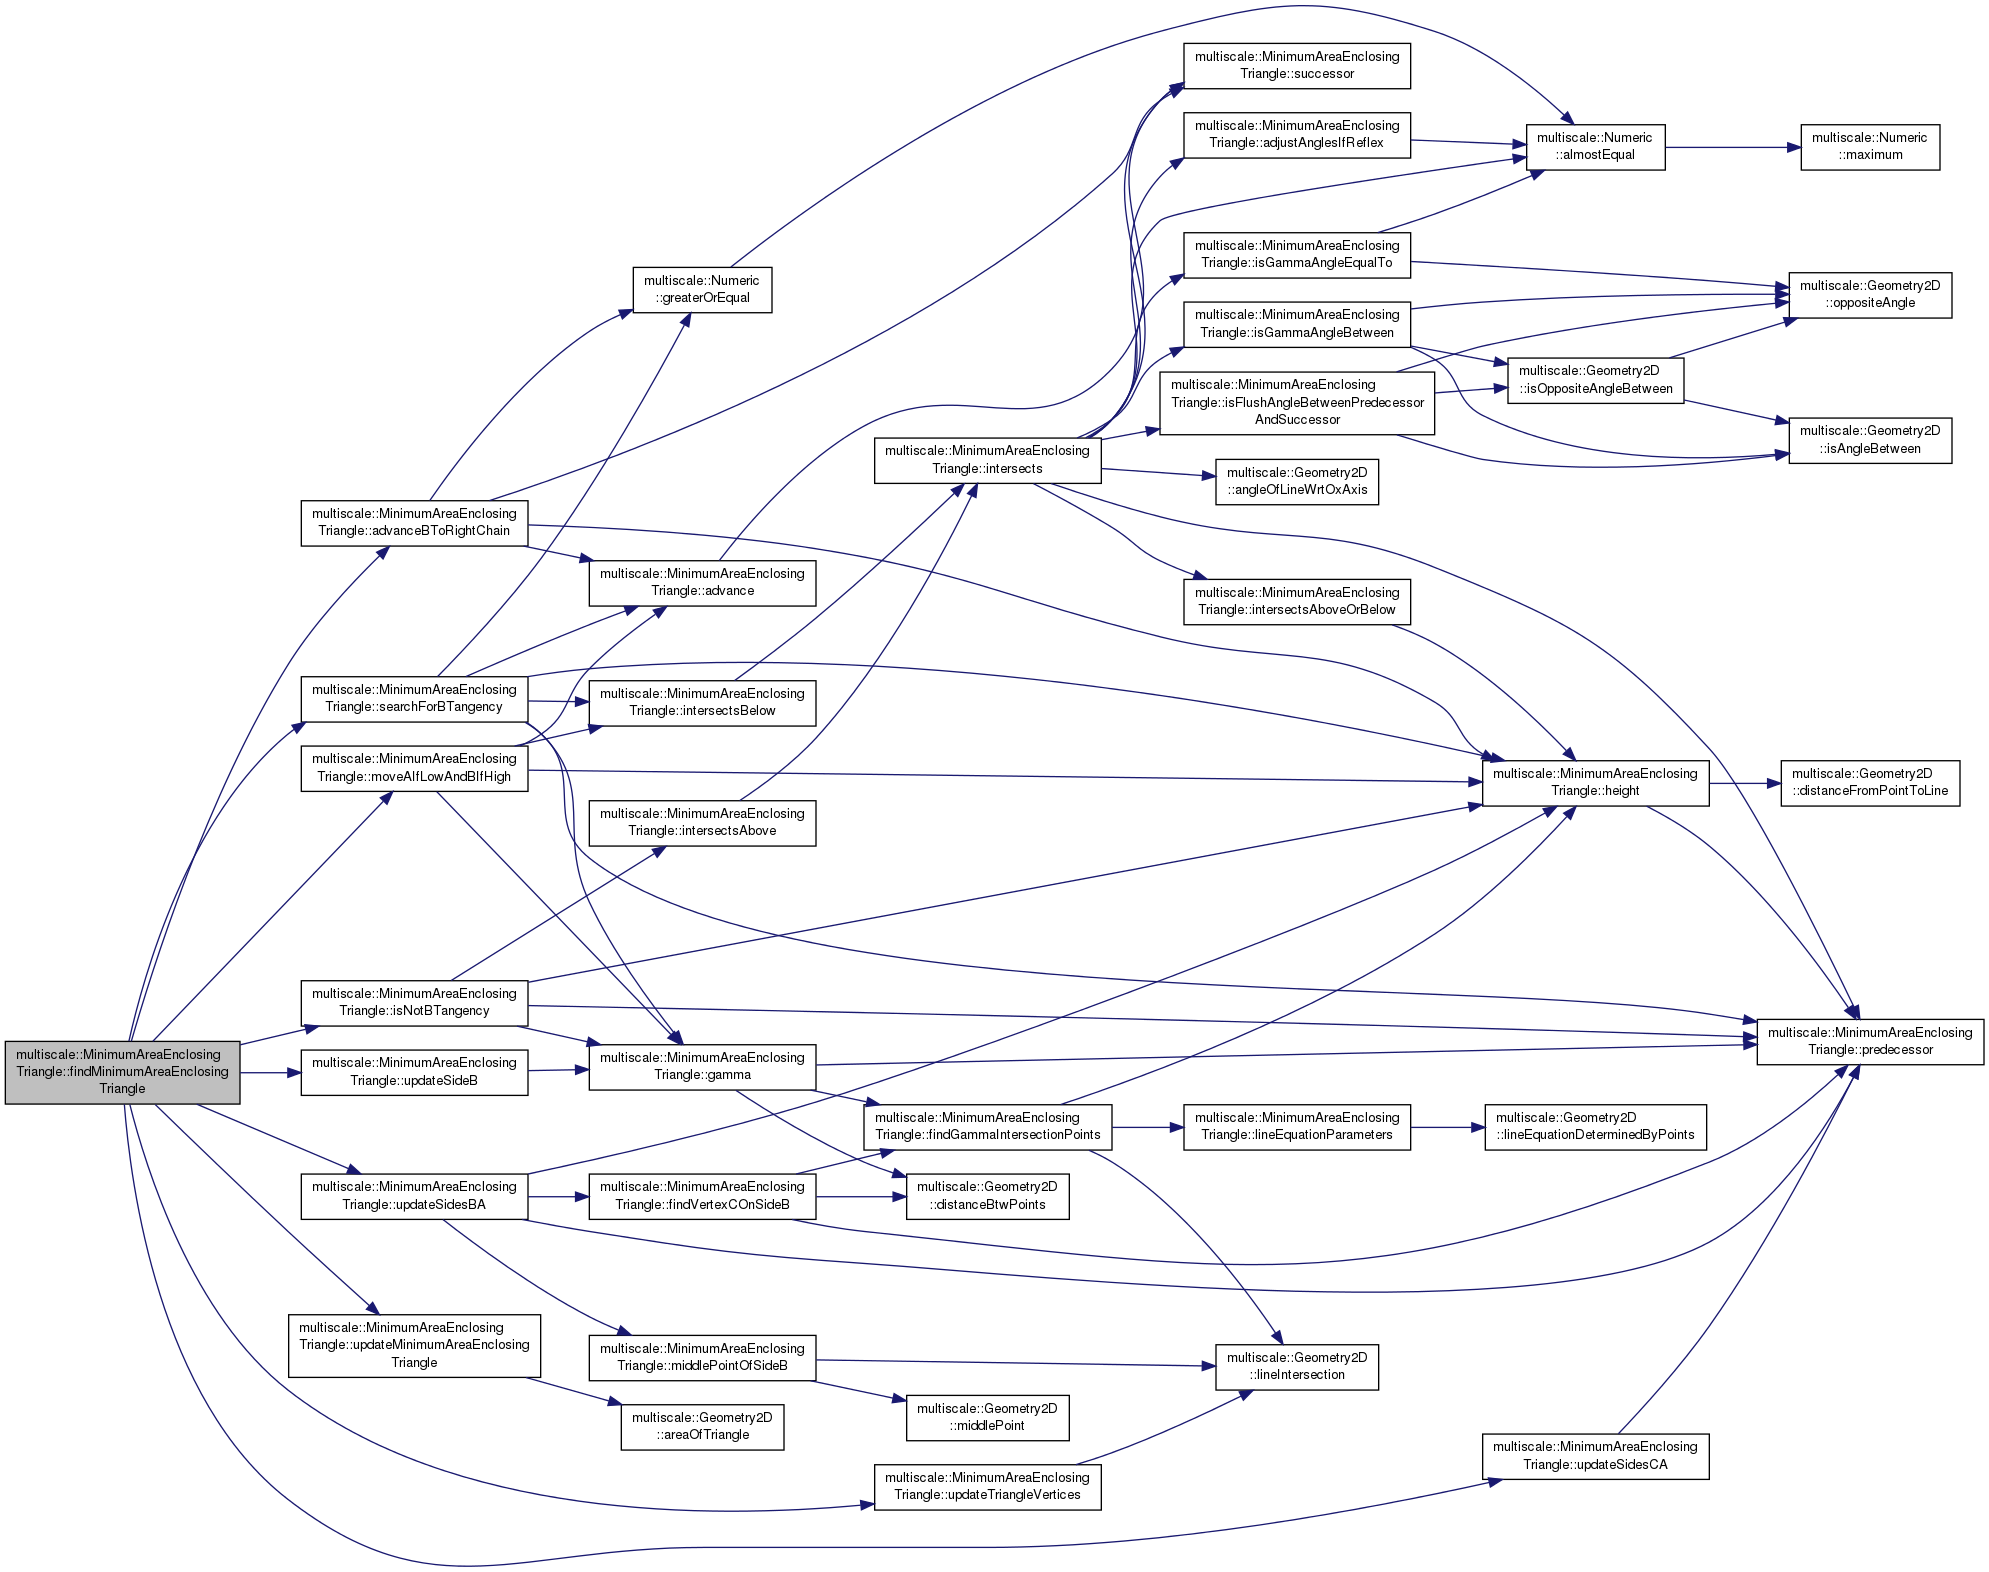 multiscale::MinimumAreaEnclosing
Triangle::findMinimumAreaEnclosing
Triangle
multiscale::MinimumAreaEnclosing
Triangle::advanceBToRightChain
multiscale::MinimumAreaEnclosing
Triangle::searchForBTangency
multiscale::MinimumAreaEnclosing
Triangle::moveAIfLowAndBIfHigh
multiscale::MinimumAreaEnclosing
Triangle::isNotBTangency
multiscale::MinimumAreaEnclosing
Triangle::updateSideB
multiscale::MinimumAreaEnclosing
Triangle::updateSidesBA
multiscale::MinimumAreaEnclosing
Triangle::updateMinimumAreaEnclosing
Triangle
multiscale::Numeric
::greaterOrEqual
multiscale::MinimumAreaEnclosing
Triangle::advance
multiscale::MinimumAreaEnclosing
Triangle::intersectsBelow
multiscale::MinimumAreaEnclosing
Triangle::intersectsAbove
multiscale::MinimumAreaEnclosing
Triangle::gamma
multiscale::MinimumAreaEnclosing
Triangle::findVertexCOnSideB
multiscale::MinimumAreaEnclosing
Triangle::middlePointOfSideB
multiscale::Geometry2D
::areaOfTriangle
multiscale::MinimumAreaEnclosing
Triangle::intersects
multiscale::MinimumAreaEnclosing
Triangle::findGammaIntersectionPoints
multiscale::Geometry2D
::distanceBtwPoints
multiscale::Geometry2D
::middlePoint
multiscale::MinimumAreaEnclosing
Triangle::updateTriangleVertices
multiscale::MinimumAreaEnclosing
Triangle::successor
multiscale::MinimumAreaEnclosing
Triangle::adjustAnglesIfReflex
multiscale::MinimumAreaEnclosing
Triangle::isGammaAngleEqualTo
multiscale::MinimumAreaEnclosing
Triangle::isGammaAngleBetween
multiscale::MinimumAreaEnclosing
Triangle::isFlushAngleBetweenPredecessor
AndSuccessor
multiscale::Geometry2D
::angleOfLineWrtOxAxis
multiscale::MinimumAreaEnclosing
Triangle::intersectsAboveOrBelow
multiscale::MinimumAreaEnclosing
Triangle::lineEquationParameters
multiscale::Geometry2D
::lineIntersection
multiscale::Numeric
::almostEqual
multiscale::Geometry2D
::isOppositeAngleBetween
multiscale::MinimumAreaEnclosing
Triangle::height
multiscale::Geometry2D
::lineEquationDeterminedByPoints
multiscale::MinimumAreaEnclosing
Triangle::updateSidesCA
multiscale::Numeric
::maximum
multiscale::Geometry2D
::oppositeAngle
multiscale::Geometry2D
::isAngleBetween
multiscale::Geometry2D
::distanceFromPointToLine
multiscale::MinimumAreaEnclosing
Triangle::predecessor